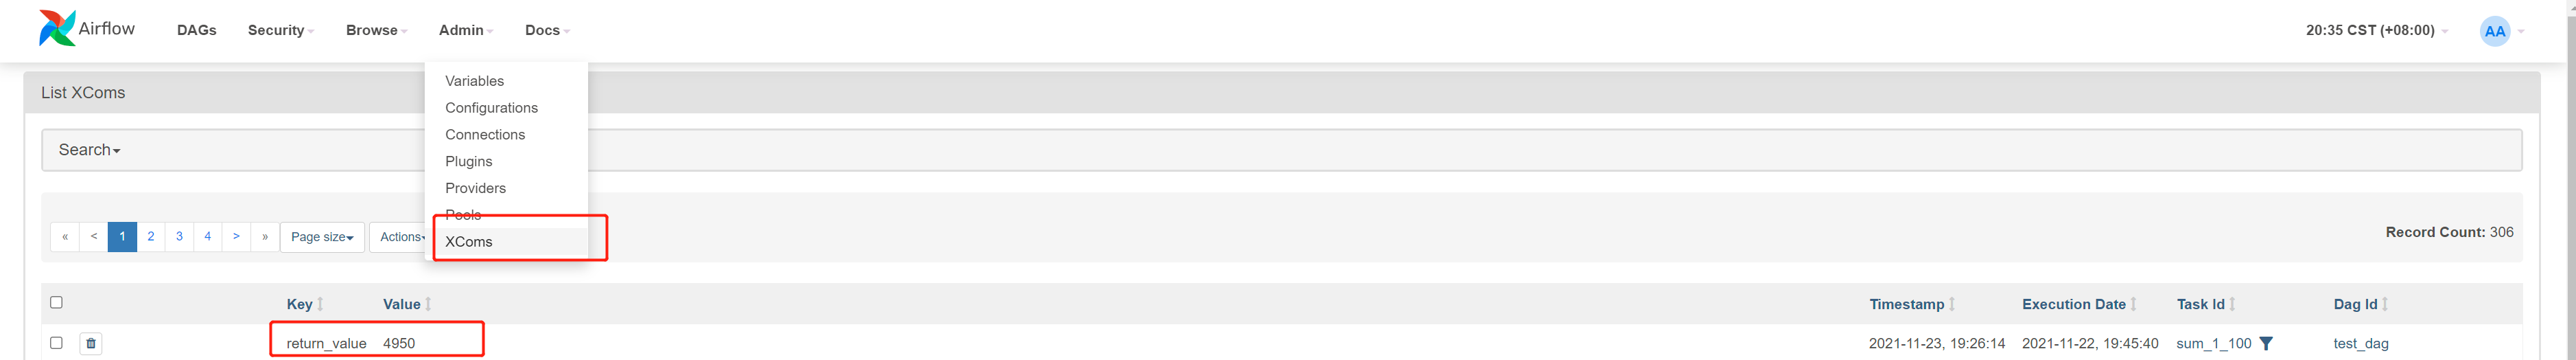 Airflow DAGs Security Browse Admin Docs 20:35 CST (+08:00) AA
Variables
List XComs
Configurations
Connections
Search
Plugins
Providers
Pools
« < 1 2 3 4 > » Page size Actions
Record Count: 306
XComs
Key Value Timestamp Execution Date Task Id Dag Id
return_value 4950 2021-11-23, 19:26:14 2021-11-22, 19:45:40 sum_1_100 test_dag